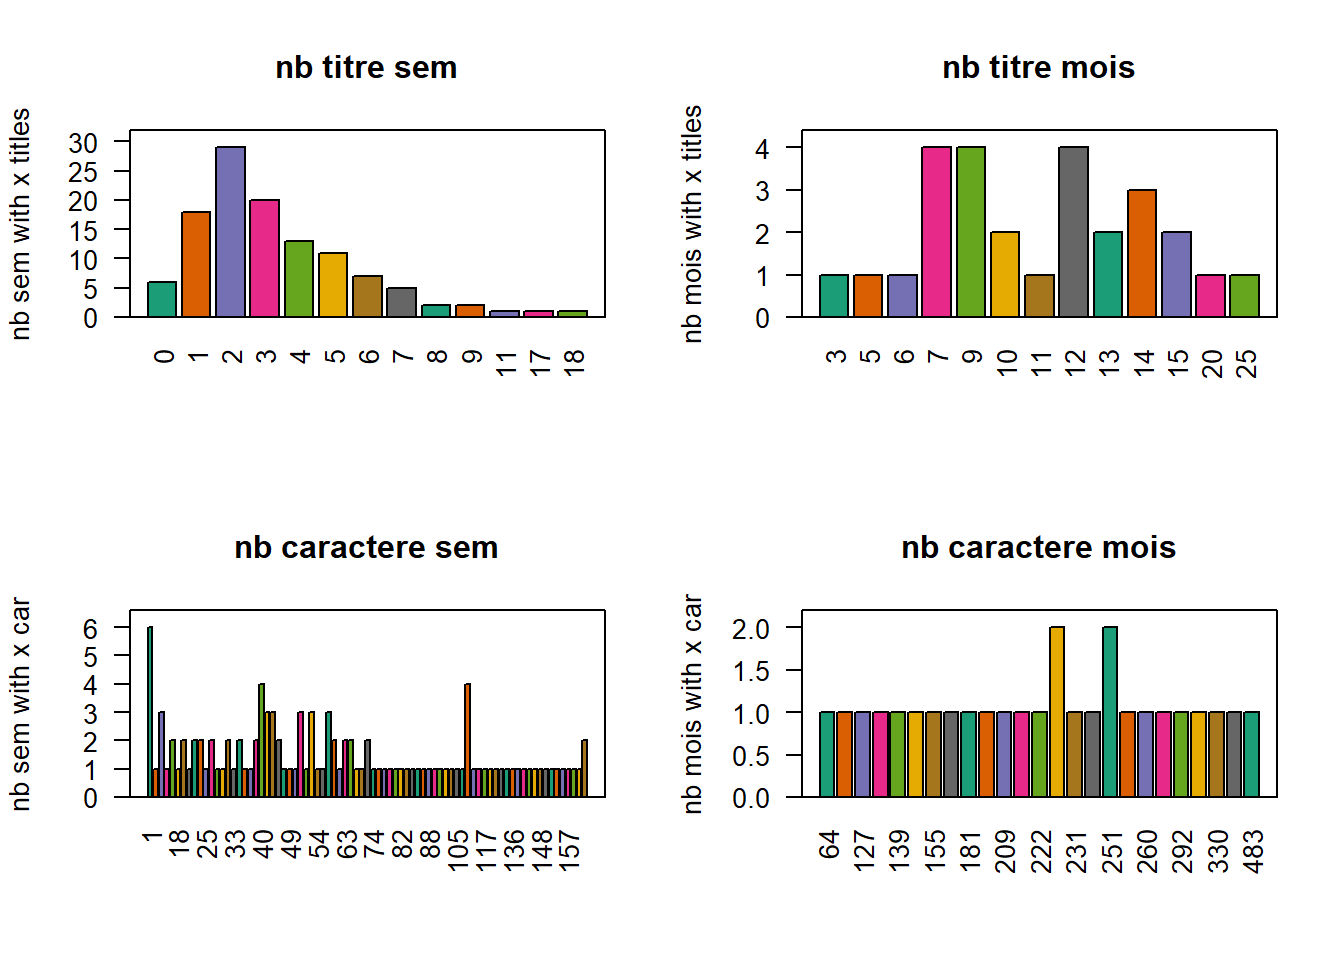 nb titre sem
nb sem with x titles
30
25
20
15
10
5
0
0 1 2 3 4 5 6 7 8 9 11 17 18
nb titre mois
nb mois with x titles
4
3
2
1
0
3 5 6 7 9 10 11 12 13 14 15 20 25
nb caractere sem
nb sem with x car
6
5
4
3
2
1
0
1 18 25 33 40 49 54 63 74 82 88 105 117 136 148 157
nb caractere mois
nb mois with x car
2.0
1.5
1.0
0.5
0.0
64 127 139 155 181 209 222 231 251 260 292 330 483